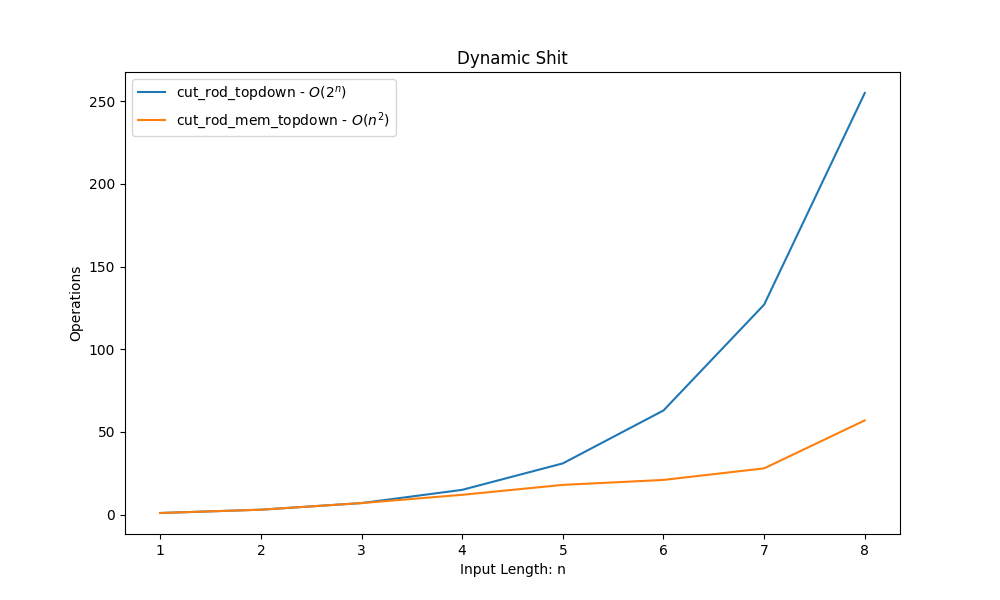 Dynamic Shit
cut_rod_topdown - O(2ⁿ)
cut_rod_mem_topdown - O(n²)
250
200
150
100
50
0
Operations
1 2 3 4 5 6 7 8
Input Length: n